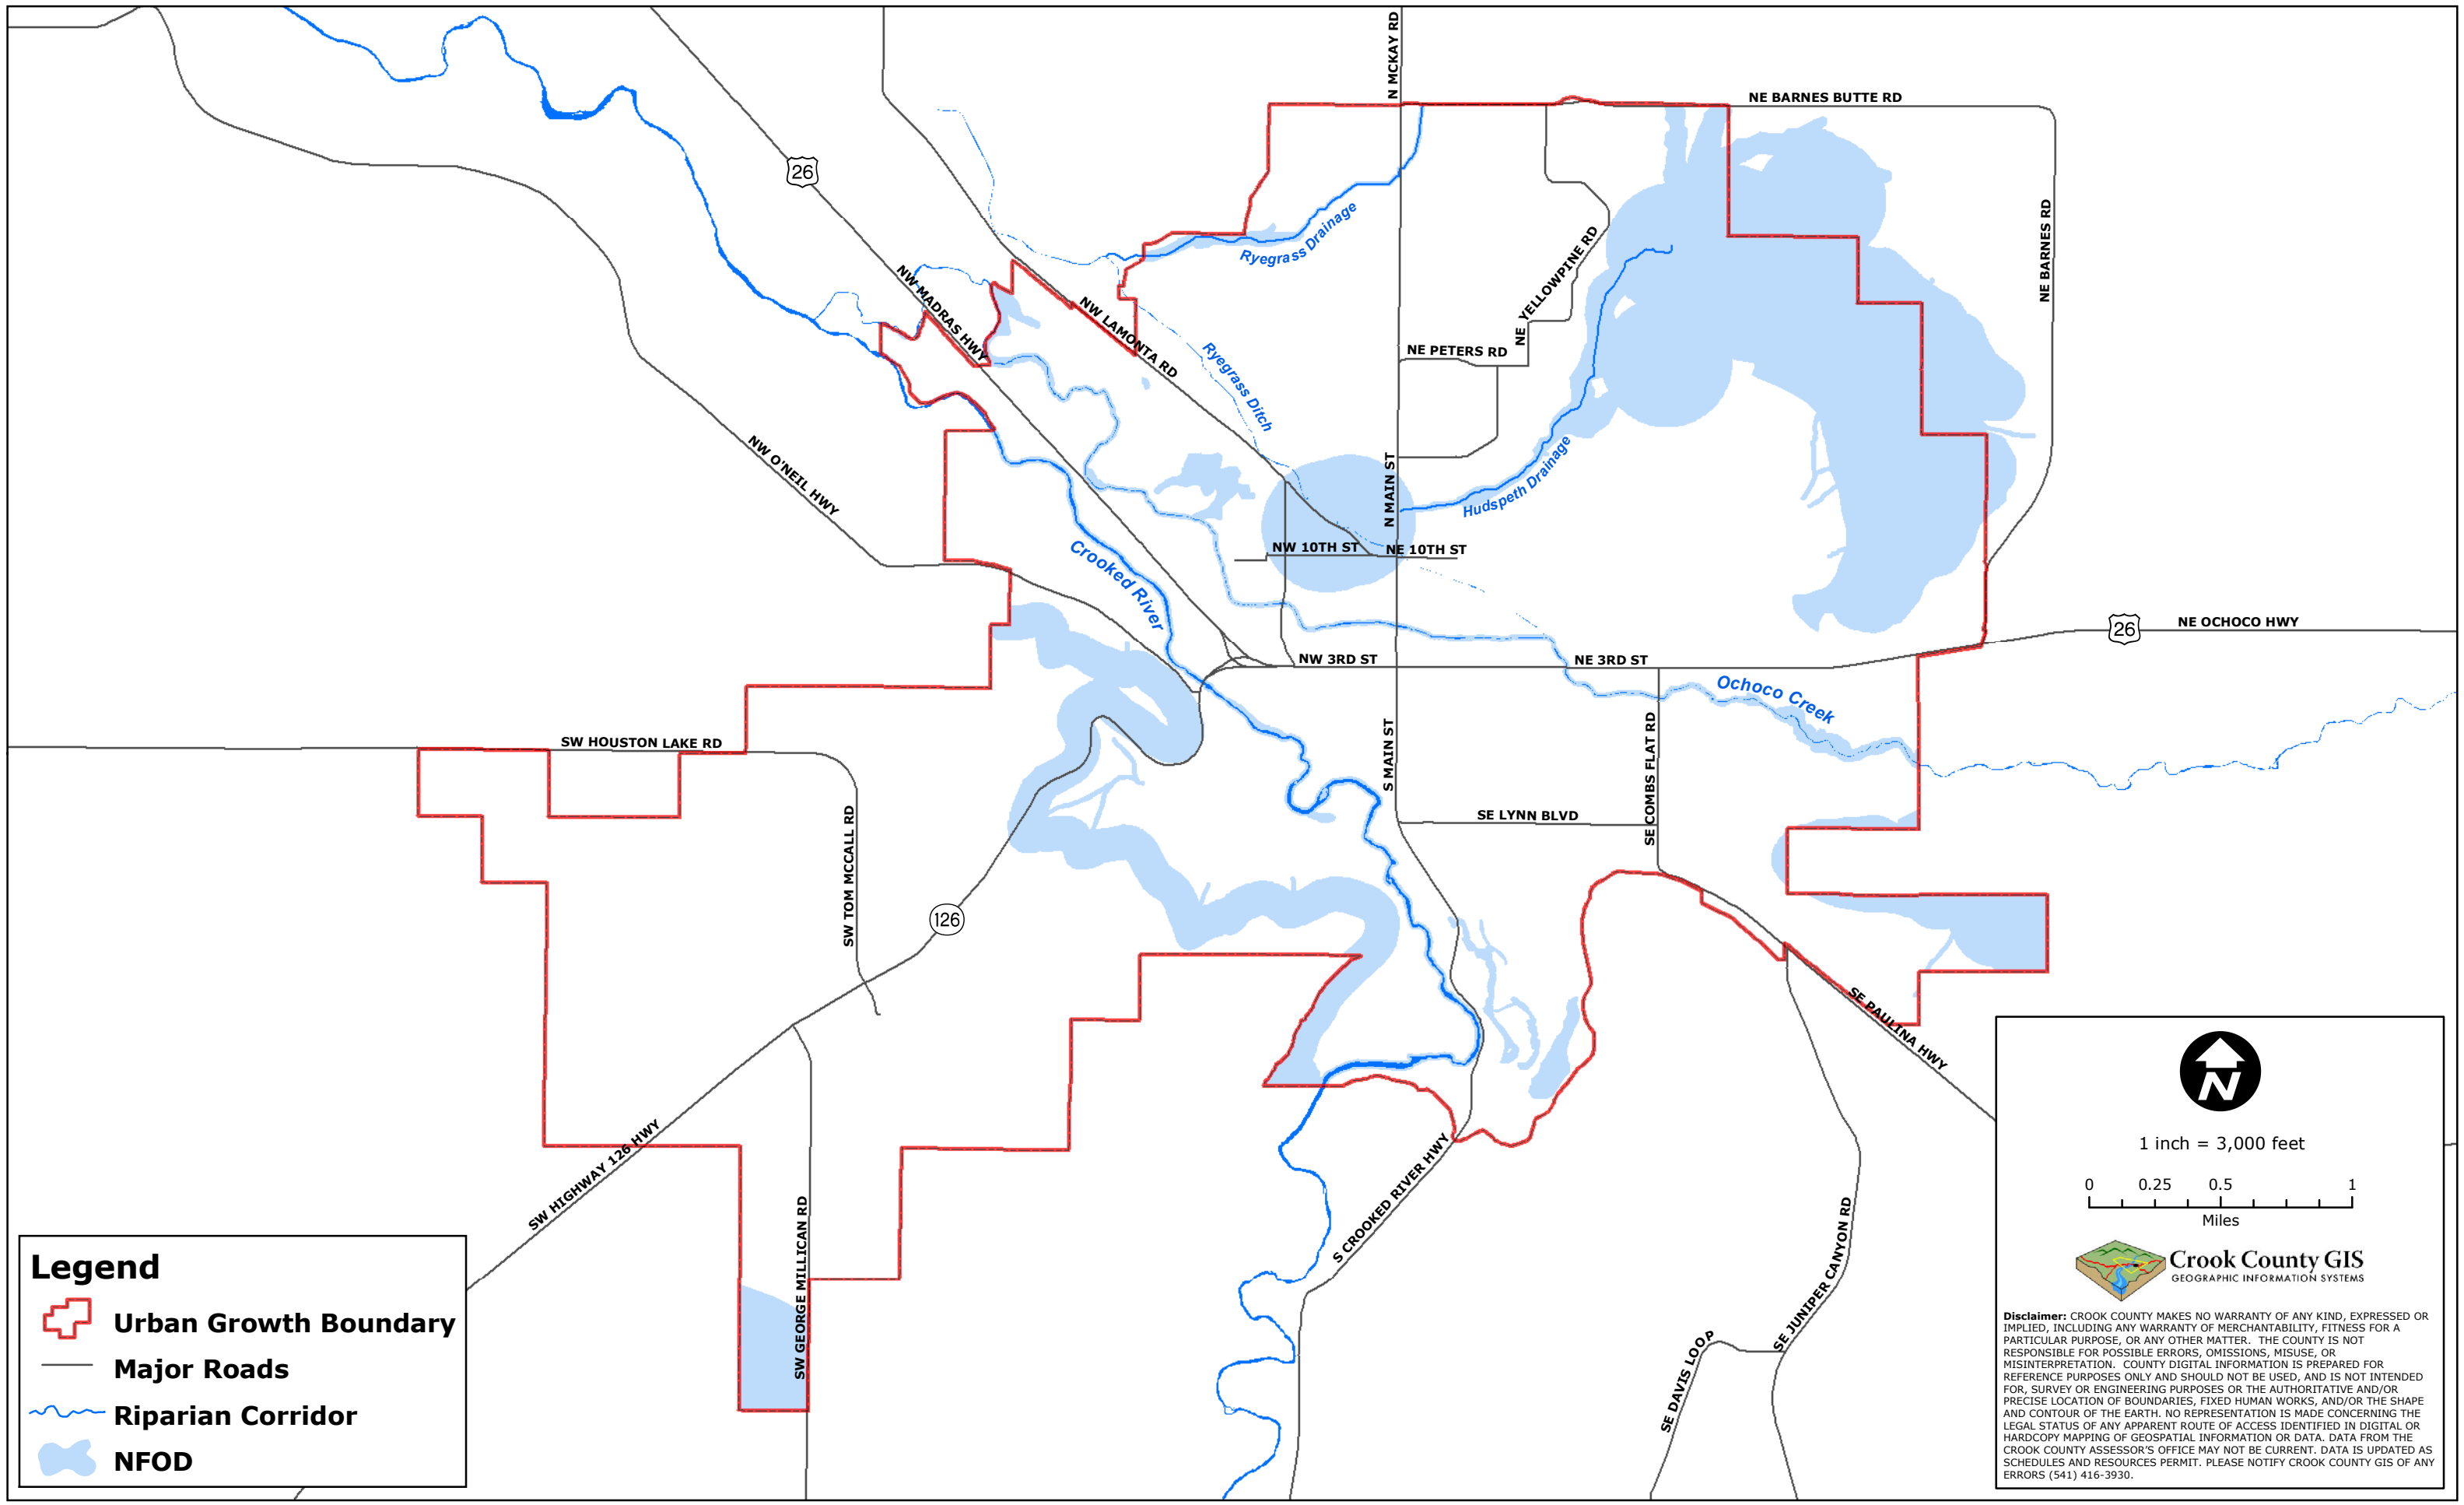 N MCKAY RD
NE BARNES BUTTE RD
26
NE BARNES RD
Ryegrass Drainage
NE YELLOWPINE RD
NW MADRAS HWY
NW LAMONTA RD
Ryegrass Ditch
NE PETERS RD
NW O'NEIL HWY
N MAIN ST
Hudspeth Drainage
Crooked River
NW 10TH ST
NE 10TH ST
26
NE OCHOCO HWY
NW 3RD ST
NE 3RD ST
Ochoco Creek
SW HOUSTON LAKE RD
S MAIN ST
SE COMBS FLAT RD
SE LYNN BLVD
SW TOM MCCALL RD
126
SE PAULINA HWY
SW HIGHWAY 126 HWY
S CROOKED RIVER HWY
SW GEORGE MILLICAN RD
SE JUNIPER CANYON RD
SE DAVIS LOOP
Legend
Urban Growth Boundary
Major Roads
Riparian Corridor
NFOD
N
1 inch = 3,000 feet
0 0.25 0.5 1
Miles
Crook County GIS
GEOGRAPHIC INFORMATION SYSTEMS
Disclaimer: CROOK COUNTY MAKES NO WARRANTY OF ANY KIND, EXPRESSED OR
IMPLIED, INCLUDING ANY WARRANTY OF MERCHANTABILITY, FITNESS FOR A
PARTICULAR PURPOSE, OR ANY OTHER MATTER. THE COUNTY IS NOT
RESPONSIBLE FOR POSSIBLE ERRORS, OMISSIONS, MISUSE, OR
MISINTERPRETATION. COUNTY DIGITAL INFORMATION IS PREPARED FOR
REFERENCE PURPOSES ONLY AND SHOULD NOT BE USED, AND IS NOT INTENDED
FOR, SURVEY OR ENGINEERING PURPOSES OR THE AUTHORITATIVE AND/OR
PRECISE LOCATION OF BOUNDARIES, FIXED HUMAN WORKS, AND/OR THE SHAPE
AND CONTOUR OF THE EARTH. NO REPRESENTATION IS MADE CONCERNING THE
LEGAL STATUS OF ANY APPARENT ROUTE OF ACCESS IDENTIFIED IN DIGITAL OR
HARDCOPY MAPPING OF GEOSPATIAL INFORMATION OR DATA. DATA FROM THE
CROOK COUNTY ASSESSOR'S OFFICE MAY NOT BE CURRENT. DATA IS UPDATED AS
SCHEDULES AND RESOURCES PERMIT. PLEASE NOTIFY CROOK COUNTY GIS OF ANY
ERRORS (541) 416-3930.